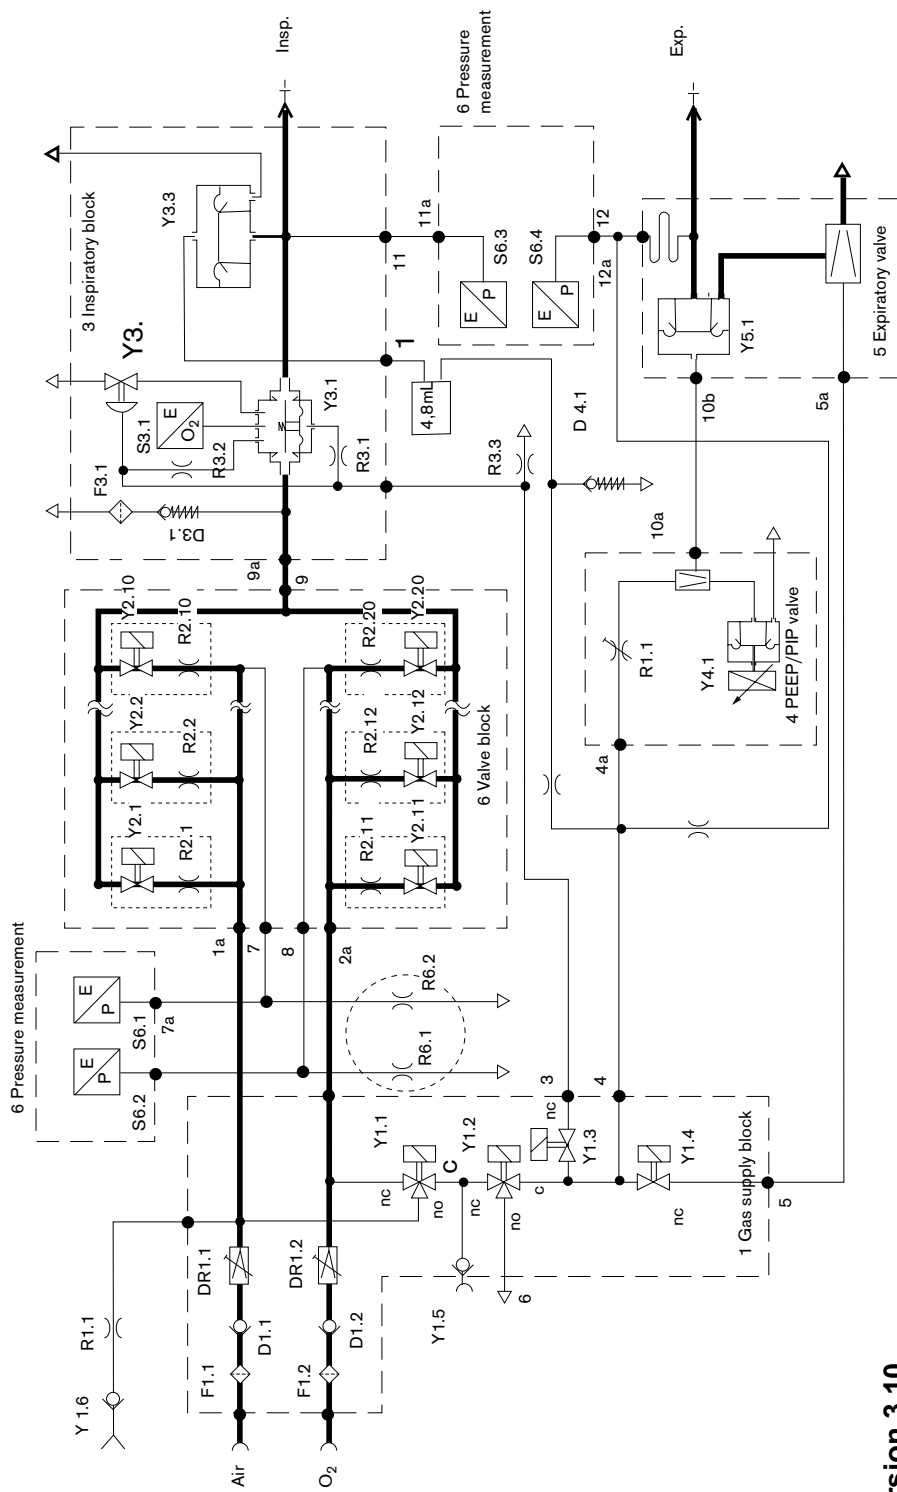 Air
O2
Y 1.6
R1.1
F1.1
D1.1
DR1.1
F1.2
D1.2
DR1.2
Y1.5
6
1 Gas supply block
5
nc
no
Y1.1
C
nc
no
Y1.2
c
nc
Y1.3
3
4
nc
Y1.4
6 Pressure measurement
E
P
S6.2
E
P
S6.1
7a
R6.1
R6.2
1a
7
8
2a
6 Valve block
Y2.1
R2.1
Y2.2
R2.2
Y2.10
R2.10
R2.11
Y2.11
R2.12
Y2.12
R2.20
Y2.20
9
9a
3 Inspiratory block
F3.1
D3.1
S3.1
E
O2
R3.2
Y3.
Y3.1
R3.1
Y3.3
Insp.
1
11
11a
4,8mL
6 Pressure
measurement
E
P
S6.3
E
P
S6.4
12
12a
R3.3
D 4.1
4a
R1.1
Y4.1
4 PEEP/PIP valve
10a
10b
Y5.1
5a
5 Expiratory valve
Exp.
rsion 3.10